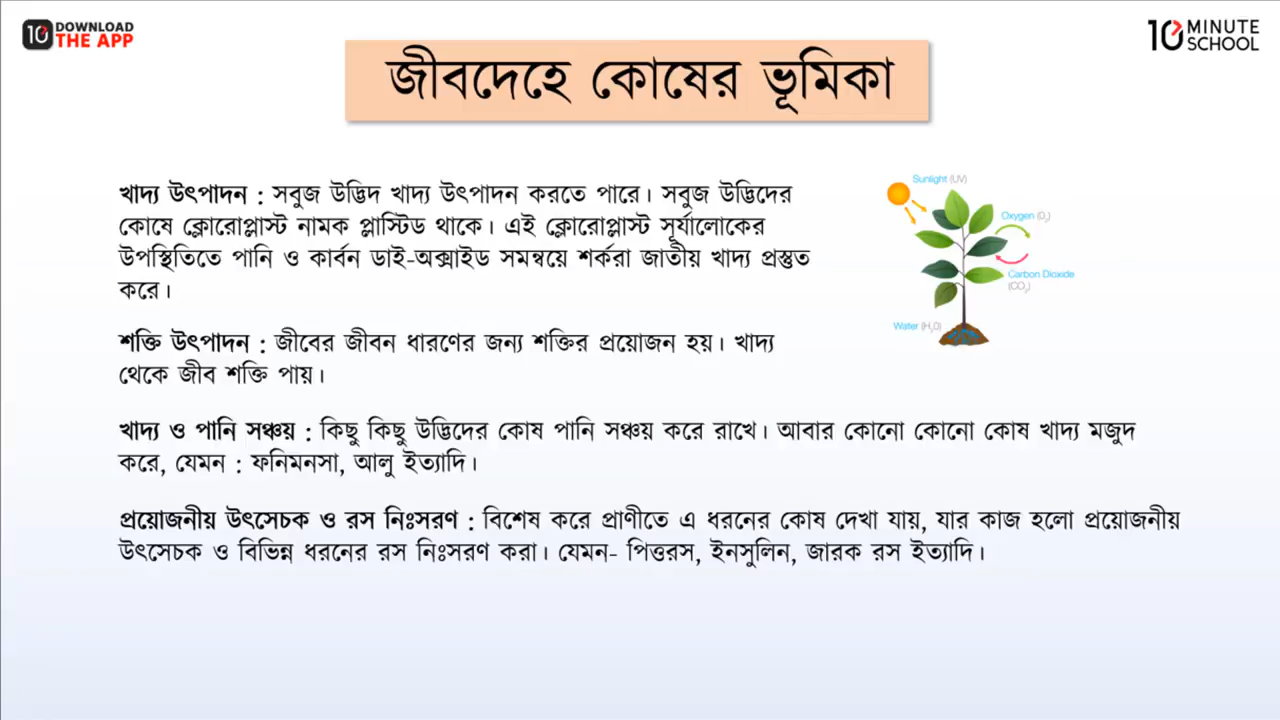 10 DOWNLOAD
THE APP
10 MINUTE
SCHOOL
জীবদেহে কোষের ভূমিকা
খাদ্য উৎপাদন : সবুজ উদ্ভিদ খাদ্য উৎপাদন করতে পারে। সবুজ উদ্ভিদের
কোষে ক্লোরোপ্লাস্ট নামক প্লাস্টিড থাকে। এই ক্লোরোপ্লাস্ট সূর্যালোকের
উপস্থিতিতে পানি ও কার্বন ডাই-অক্সাইড সমন্বয়ে শর্করা জাতীয় খাদ্য প্রস্তুত
করে।
Sunlight (UV)
Oxygen (O₂)
Carbon Dioxide
(CO₂)
Water (H₂O)
শক্তি উৎপাদন : জীবের জীবন ধারণের জন্য শক্তির প্রয়োজন হয়। খাদ্য
থেকে জীব শক্তি পায়।
খাদ্য ও পানি সঞ্চয় : কিছু কিছু উদ্ভিদের কোষ পানি সঞ্চয় করে রাখে। আবার কোনো কোনো কোষ খাদ্য মজুদ
করে, যেমন : ফনিমনসা, আলু ইত্যাদি।
প্রয়োজনীয় উৎসেচক ও রস নিঃসরণ : বিশেষ করে প্রাণীতে এ ধরনের কোষ দেখা যায়, যার কাজ হলো প্রয়োজনীয়
উৎসেচক ও বিভিন্ন ধরনের রস নিঃসরণ করা। যেমন- পিত্তরস, ইনসুলিন, জারক রস ইত্যাদি।